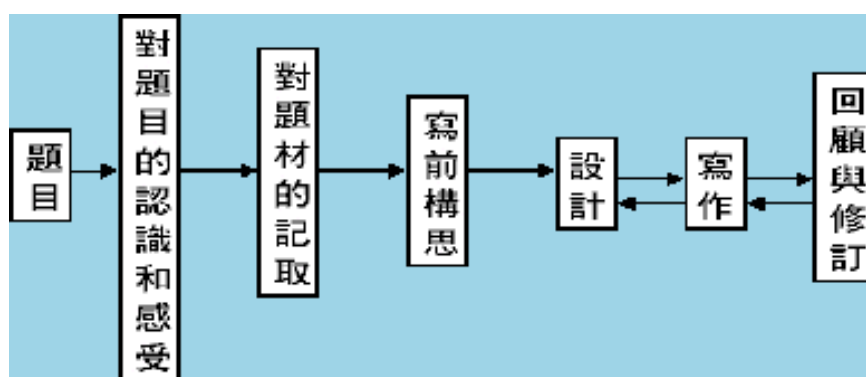 題目
對題目的認識和感受
對題材的記取
寫前構思
設計
寫作
回顧與修訂